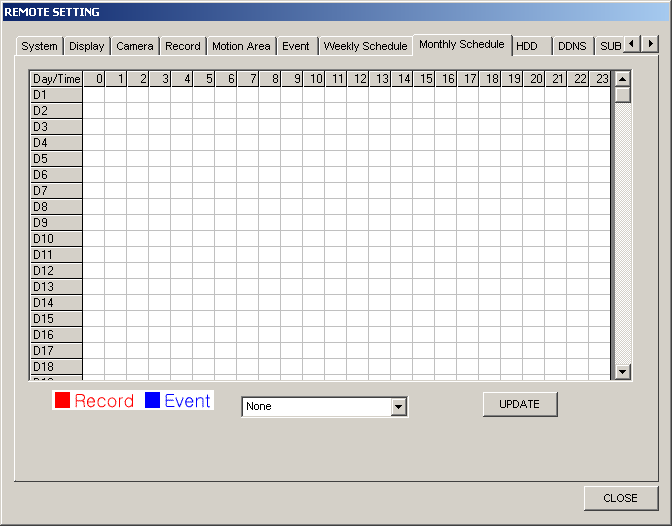 REMOTE SETTING
System Display Camera Record Motion Area Event Weekly Schedule Monthly Schedule HDD DDNS SUB
Day/Time 0 1 2 3 4 5 6 7 8 9 10 11 12 13 14 15 16 17 18 19 20 21 22 23
D1
D2
D3
D4
D5
D6
D7
D8
D9
D10
D11
D12
D13
D14
D15
D16
D17
D18
Record Event None UPDATE
CLOSE